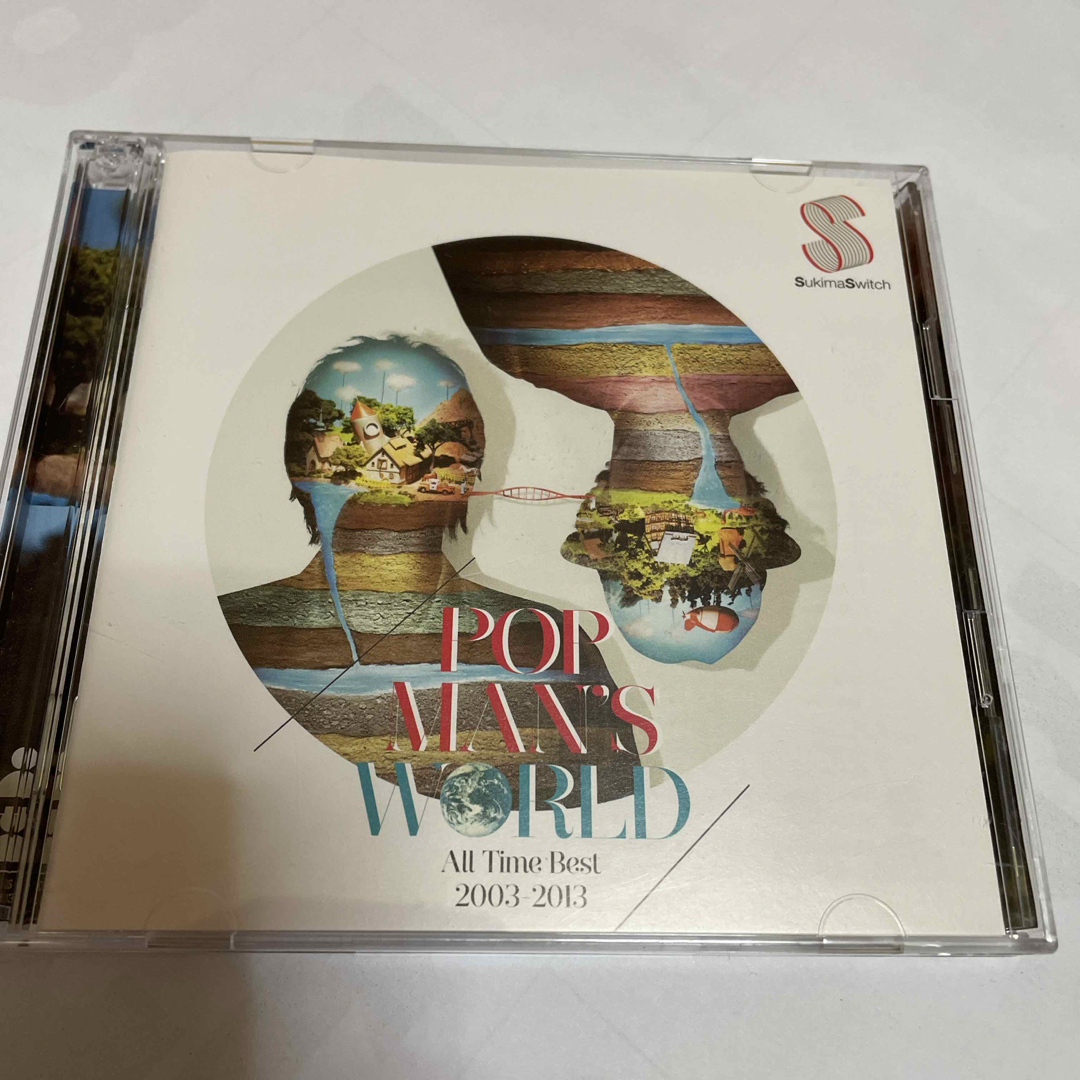 SukimaSwitch
POP
MAN'S
WORLD
All Time Best
2003-2013